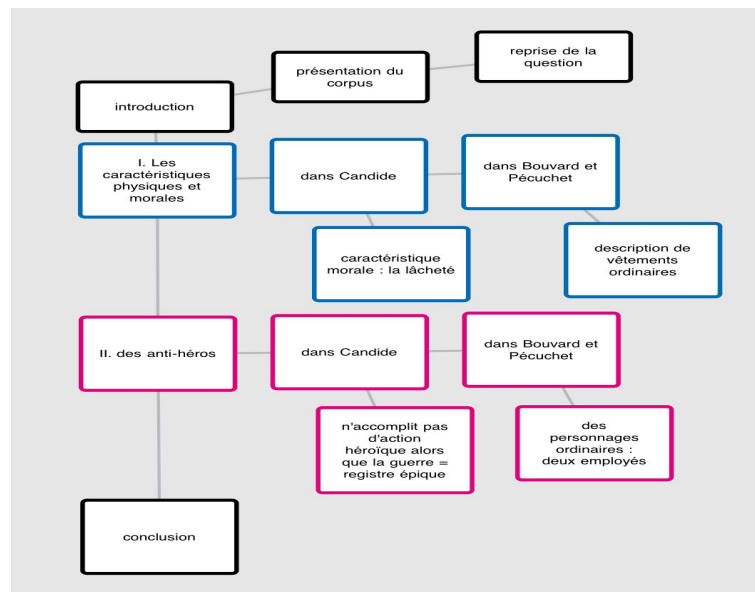 reprise de la
question
présentation du
corpus
introduction
I. Les
caractéristiques
physiques et
morales
dans Candide
dans Bouvard et
Pécuchet
caractéristique
morale : la lâcheté
description de
vêtements
ordinaires
II. des anti-héros
dans Candide
dans Bouvard et
Pécuchet
n'accomplit pas
d'action
héroïque alors
que la guerre =
registre épique
des
personnages
ordinaires :
deux employés
conclusion